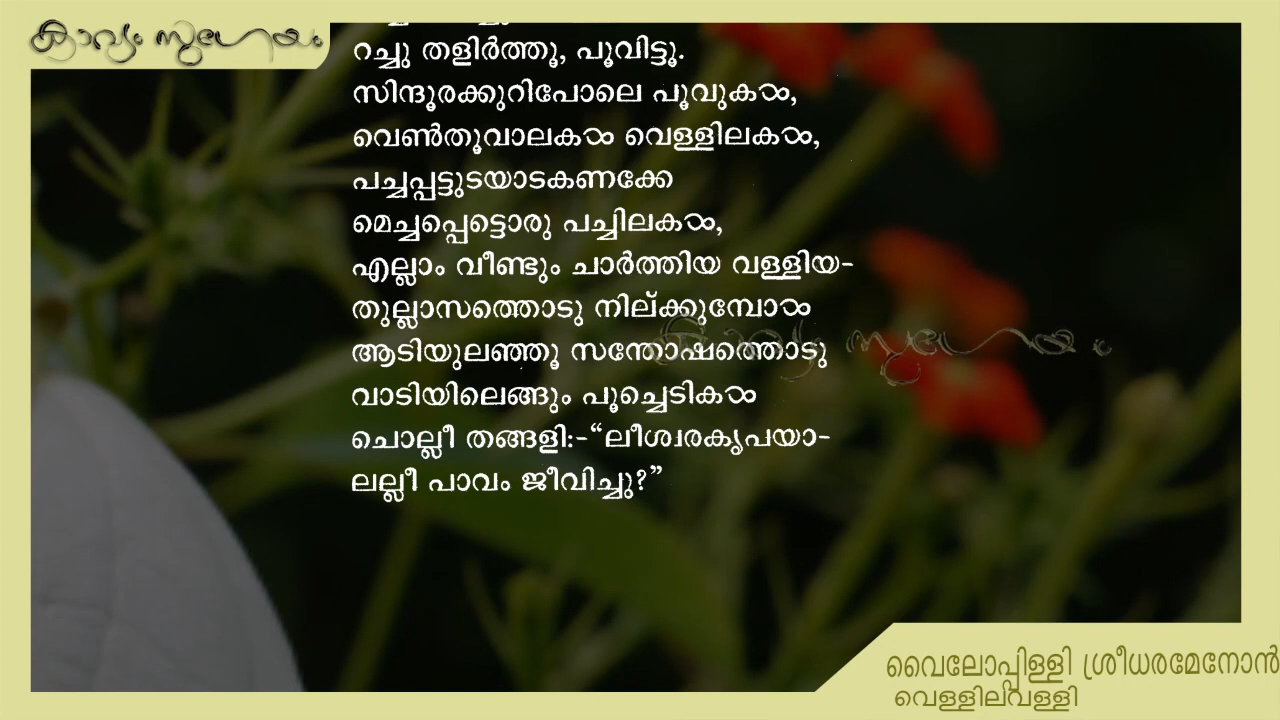 കാവ്യം സുഗേയം
റച്ചു തളിർത്തൂ, പൂവിട്ടൂ.
സിന്ദൂരക്കുറിപോലെ പൂവുകൾ,
വെൺതൂവാലകൾ വെള്ളിലകൾ,
പച്ചപ്പട്ടുടയാടകണക്കേ
മെച്ചപ്പെട്ടൊരു പച്ചിലകൾ,
എല്ലാം വീണ്ടും ചാർത്തിയ വള്ളിയ-
തുല്ലാസത്തൊടു നില്ക്കുമ്പോൾ
ആടിയുലഞ്ഞൂ സന്തോഷത്തൊടു
വാടിയിലെങ്ങും പൂച്ചെടികൾ
ചൊല്ലീ തങ്ങളി:-“ലീശ്വരകൃപയാ-
ലല്ലീ പാവം ജീവിച്ചു?”
കാവ്യം സുഗേയം
വൈലോപ്പിള്ളി ശ്രീധരമേനോൻ
വെള്ളിലവള്ളി